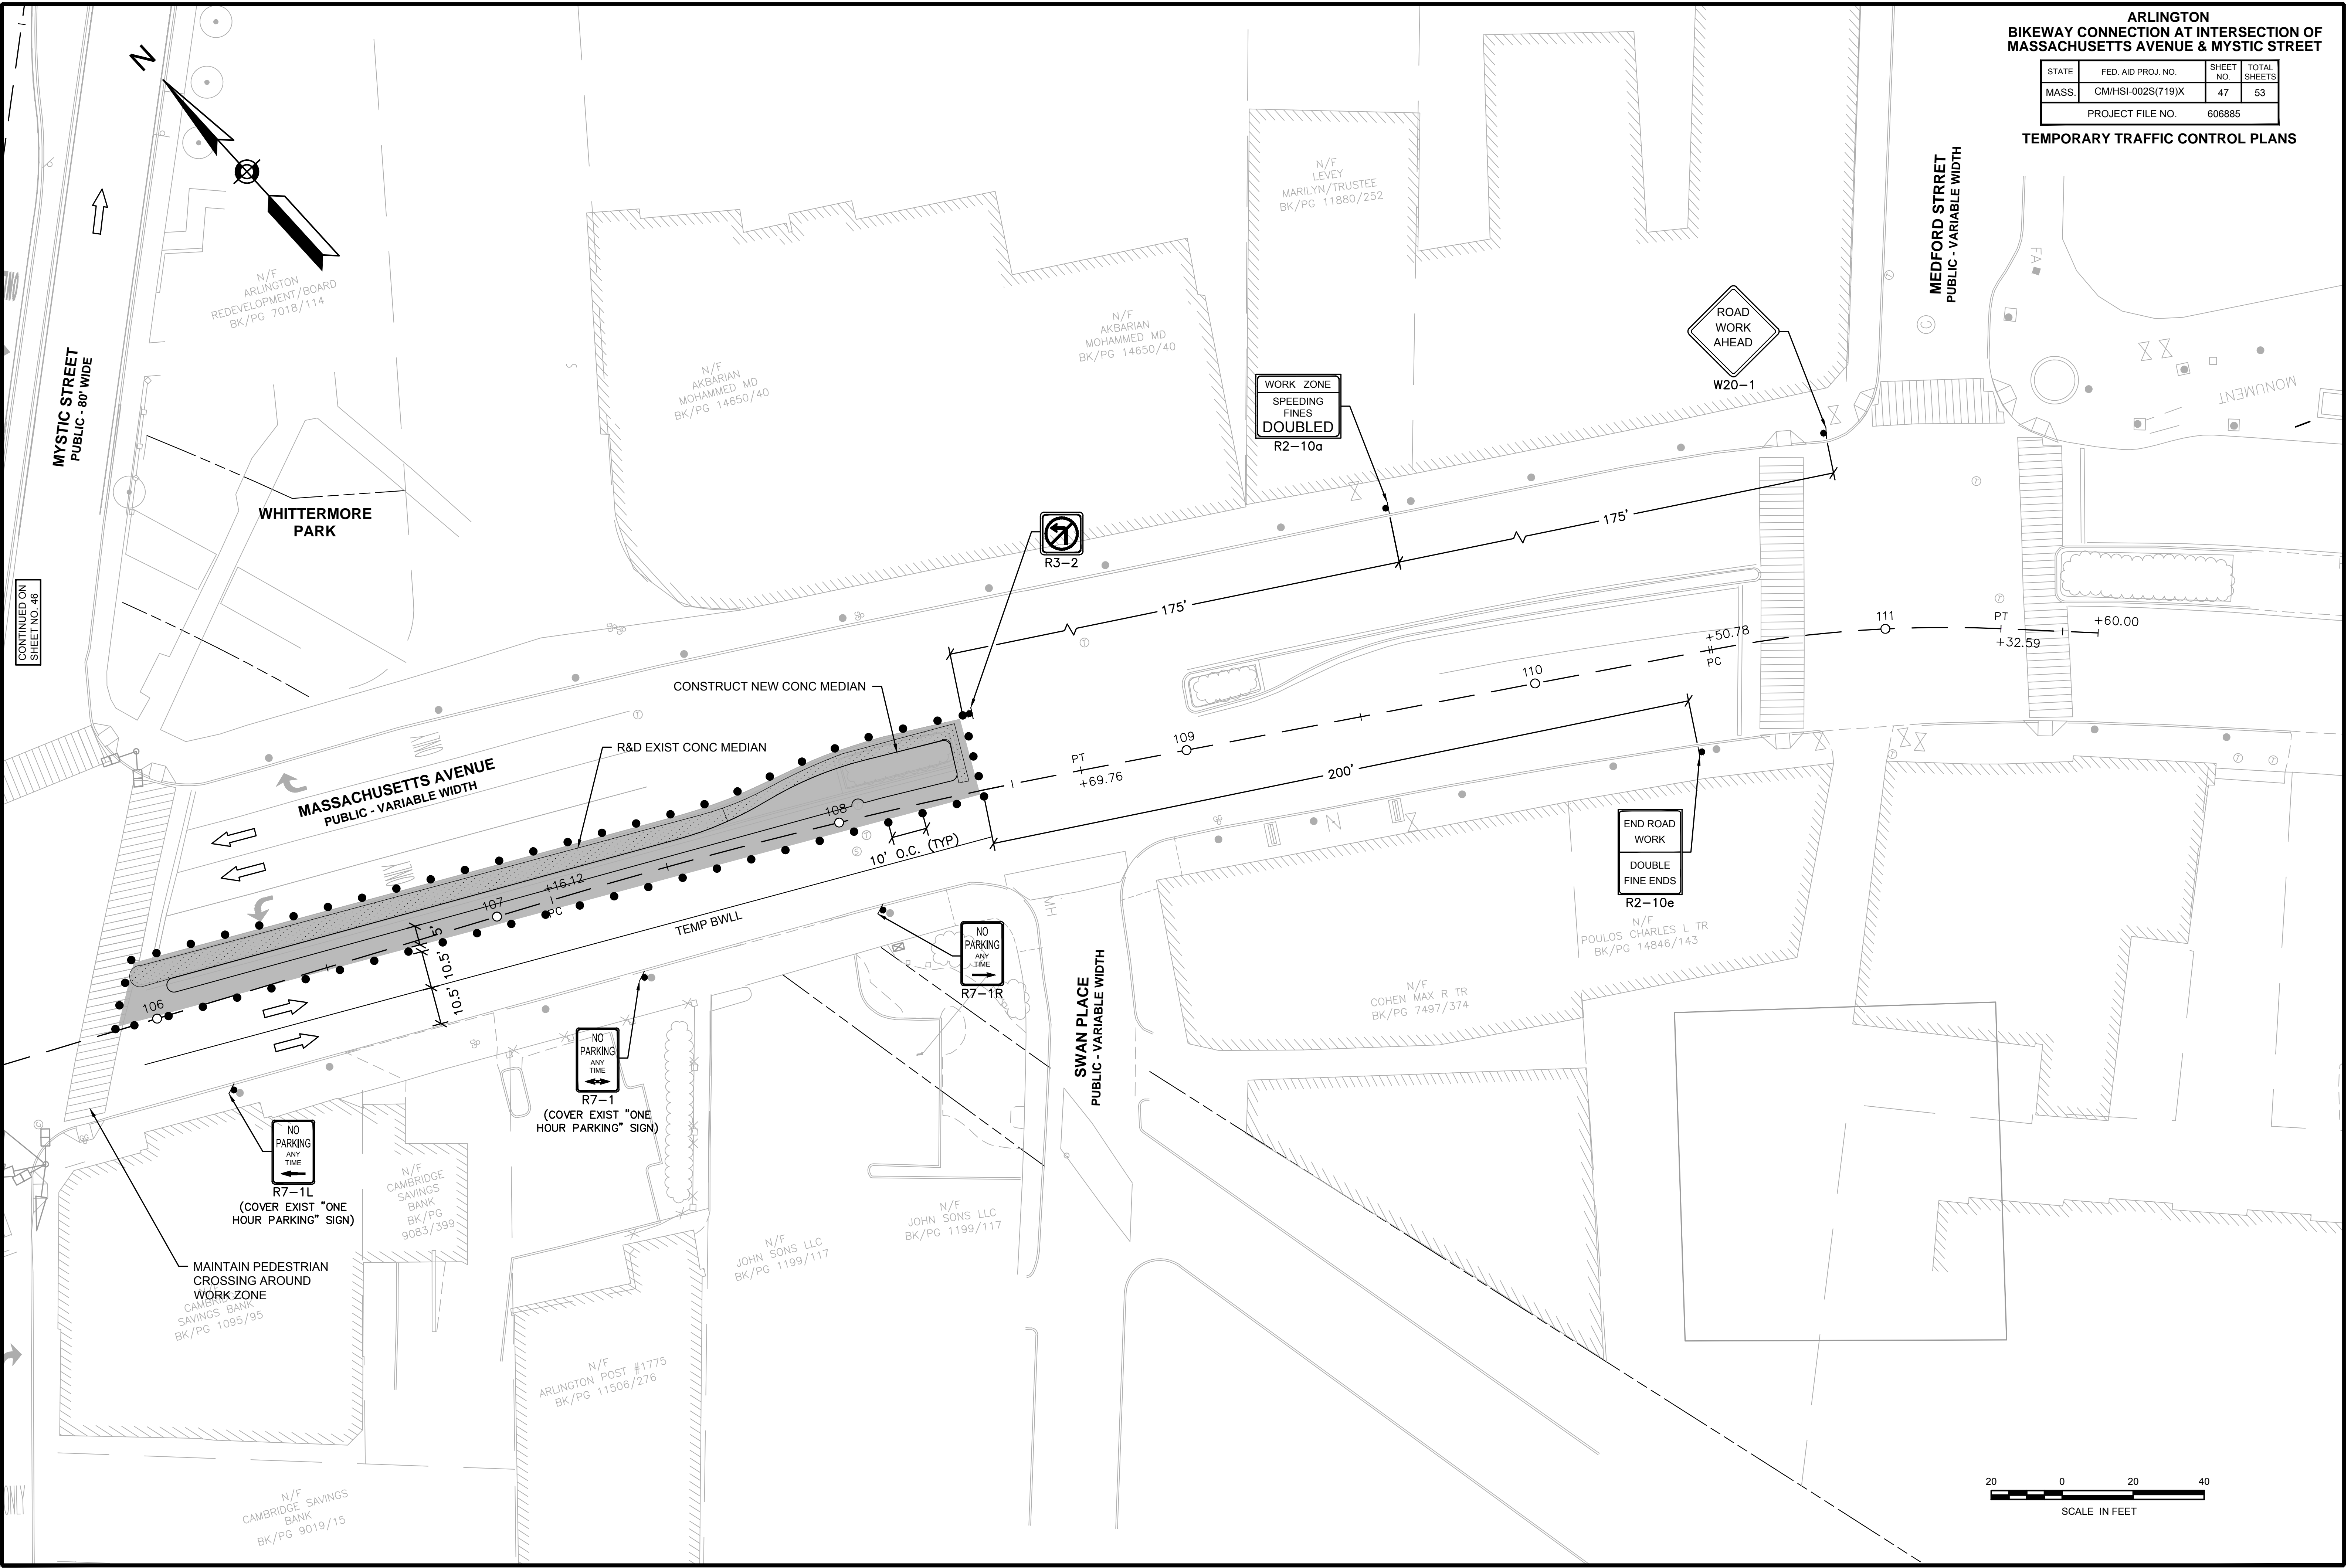 ARLINGTON
BIKEWAY CONNECTION AT INTERSECTION OF
MASSACHUSETTS AVENUE & MYSTIC STREET
STATE FED. AID PROJ. NO. SHEET NO. TOTAL SHEETS
MASS. CM/HSI-002S(719)X 47 53
PROJECT FILE NO. 606885
TEMPORARY TRAFFIC CONTROL PLANS
N
MEDFORD STRREET
PUBLIC - VARIABLE WIDTH
N/F
LEVEY
MARILYN/TRUSTEE
BK/PG 11880/252
N/F
ARLINGTON
REDEVELOPMENT/BOARD
BK/PG 7018/114
MYSTIC STREET
PUBLIC - 80' WIDE
N/F
AKBARIAN
MOHAMMED MD
BK/PG 14650/40
N/F
AKBARIAN
MOHAMMED MD
BK/PG 14650/40
ROAD
WORK
AHEAD
W20-1
WORK ZONE
SPEEDING
FINES
DOUBLED
R2-10a
FA
MONUMENT
WHITTERMORE
PARK
R3-2
175'
175'
CONTINUED ON
SHEET NO. 46
CONSTRUCT NEW CONC MEDIAN
R&D EXIST CONC MEDIAN
MASSACHUSETTS AVENUE
PUBLIC - VARIABLE WIDTH
106
107
+16.12
PC
108
PT
+69.76
109
110
+50.78
PC
111
PT
+32.59
+60.00
200'
10' O.C. (TYP)
5'
10.5'
10.5'
TEMP BWLL
MH
END ROAD
WORK
DOUBLE
FINE ENDS
R2-10e
NO
PARKING
ANY
TIME
R7-1R
NO
PARKING
ANY
TIME
R7-1
(COVER EXIST "ONE
HOUR PARKING" SIGN)
NO
PARKING
ANY
TIME
R7-1L
(COVER EXIST "ONE
HOUR PARKING" SIGN)
SWAN PLACE
PUBLIC - VARIABLE WIDTH
N/F
POULOS CHARLES L TR
BK/PG 14846/143
N/F
COHEN MAX R TR
BK/PG 7497/374
N/F
CAMBRIDGE
SAVINGS
BANK
BK/PG
9083/399
MAINTAIN PEDESTRIAN
CROSSING AROUND
WORK ZONE
SAVINGS BANK
BK/PG 1095/95
N/F
JOHN SONS LLC
BK/PG 1199/117
N/F
JOHN SONS LLC
BK/PG 1199/117
N/F
ARLINGTON POST #1775
BK/PG 11506/276
N/F
CAMBRIDGE SAVINGS
BANK
BK/PG 9019/15
ONLY
20 0 20 40
SCALE IN FEET